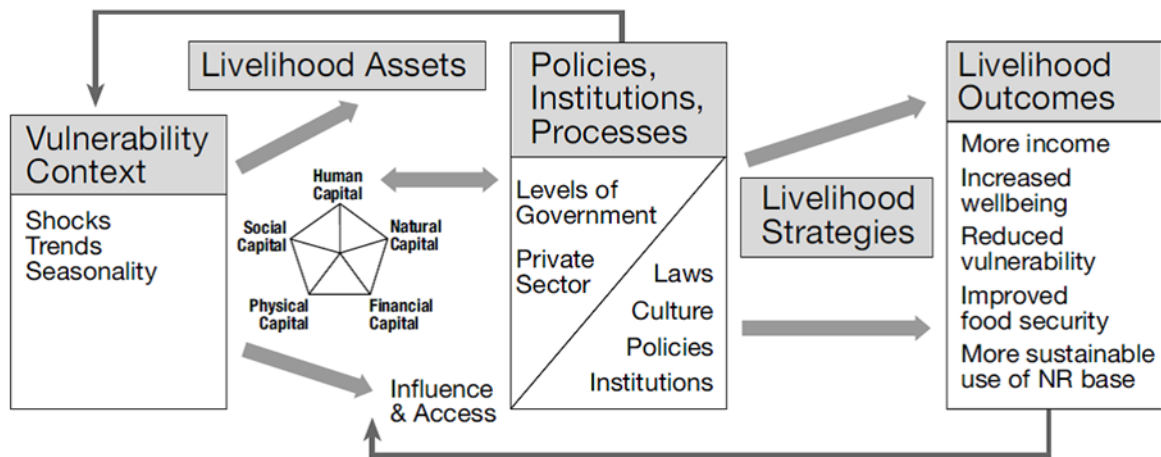 Vulnerability
Context
Shocks
Trends
Seasonality
Livelihood Assets
Human
Capital
Social
Capital
Natural
Capital
Physical
Capital
Financial
Capital
Influence
& Access
Policies,
Institutions,
Processes
Levels of
Government
Private
Sector
Laws
Culture
Policies
Institutions
Livelihood
Strategies
Livelihood
Outcomes
More income
Increased
wellbeing
Reduced
vulnerability
Improved
food security
More sustainable
use of NR base